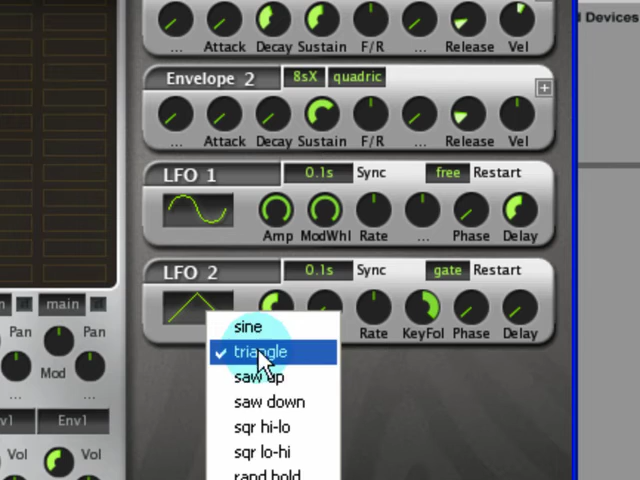 Devices
... Attack Decay Sustain F/R ... Release Vel
Envelope 2 8sX quadric
... Attack Decay Sustain F/R ... Release Vel
LFO 1 0.1s Sync free Restart
Amp ModWhl Rate ... Phase Delay
LFO 2 0.1s Sync gate Restart
main
Pan Pan
Rate KeyFol Phase Delay
Mod
... ...
sine
triangle
saw up
saw down
sqr hi-lo
sqr lo-hi
rand hold
Env1
Vol Vol